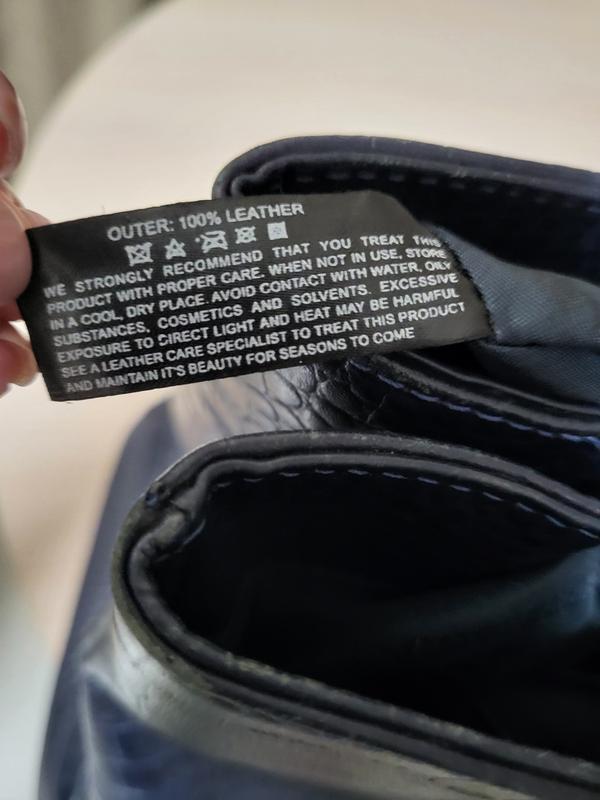 OUTER: 100% LEATHER
WE STRONGLY RECOMMEND THAT YOU TREAT THIS
PRODUCT WITH PROPER CARE. WHEN NOT IN USE, STORE
IN A COOL, DRY PLACE. AVOID CONTACT WITH WATER, OILY
SUBSTANCES, COSMETICS AND SOLVENTS. EXCESSIVE
EXPOSURE TO DIRECT LIGHT AND HEAT MAY BE HARMFUL
SEE A LEATHER CARE SPECIALIST TO TREAT THIS PRODUCT
AND MAINTAIN IT'S BEAUTY FOR SEASONS TO COME